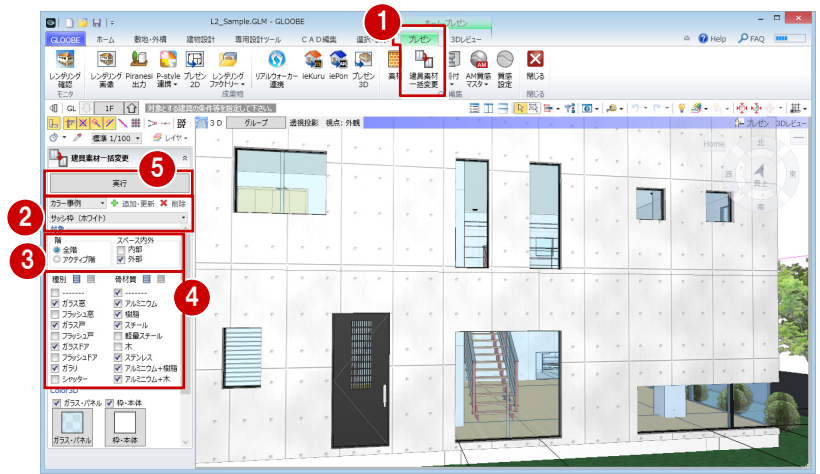 L2_Sample.GLM - GLOOBE
ホーム プレゼン
1
GLOOBE ホーム 敷地・外構 建物設計 専用設計ツール CAD編集 プレゼン 3Dレビュー
Help FAQ
レンダリング確認 レンダリング画像 Piranesi出力 P-style連携 プレゼン2D レンダリングファクトリー リアルウォーカー連携 ieKuru iePon プレゼン3D 建具素材一括変更 AM質感マスタ 質感設定 閉じる
モニタ 成果物 編集 閉じる
GL 1F 対象とする建具の条件等を指定して下さい。
3D グループ 透視投影 視点: 外観 プレゼン 3Dレビュー
標準 1/100 レイヤ
建具素材一括変更
5
実行
カラー事例 追加・更新 削除
2
サッシ枠 (ホワイト)
対象
3
階 スペース内外
全階 内部
アクティブ階 外部
4
種別 骨材質
------- -------
ガラス窓 アルミニウム
フラッシュ窓 樹脂
ガラス戸 スチール
フラッシュ戸 軽量スチール
ガラスドア 木
フラッシュドア ステンレス
ガラリ アルミニウム+樹脂
シャッター アルミニウム+木
Color3D
ガラス・パネル 枠・本体
ガラス・パネル 枠・本体
Home 北
西 東
南